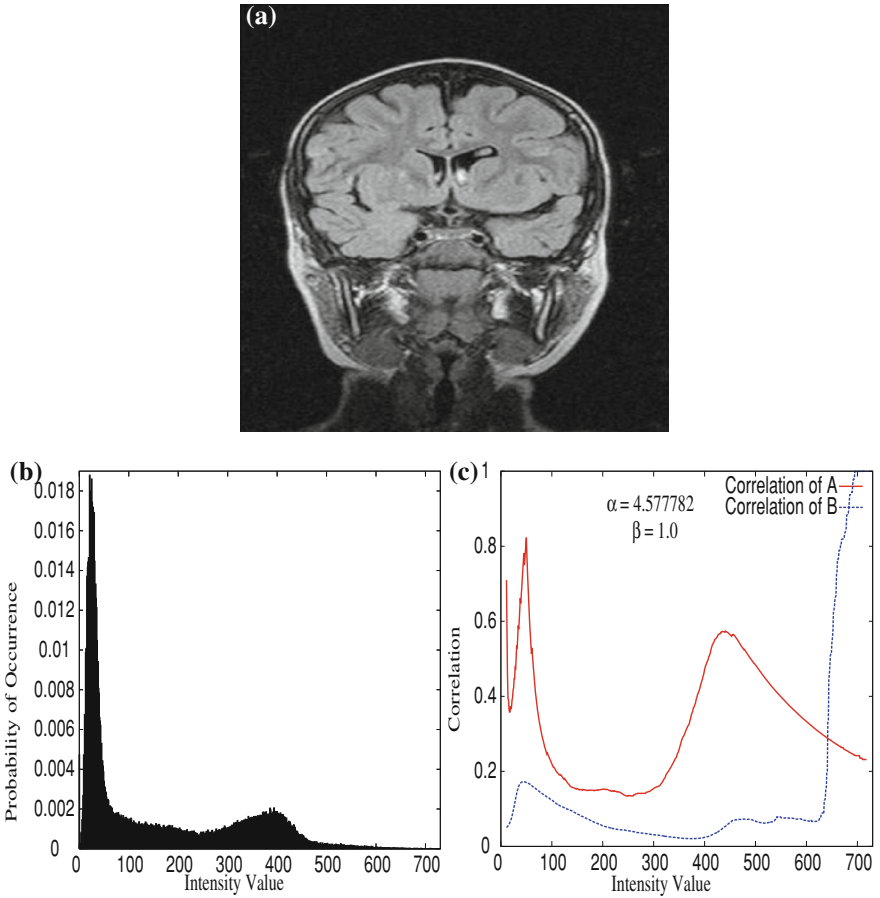 (a)
(b)
0.018
0.016
0.014
0.012
0.01
0.008
0.006
0.004
0.002
0
0 100 200 300 400 500 600 700
Probability of Occurrence
Intensity Value
(c)
1
0.8
0.6
0.4
0.2
0
0 100 200 300 400 500 600 700
Correlation
Intensity Value
Correlation of A
Correlation of B
α = 4.577782
β = 1.0